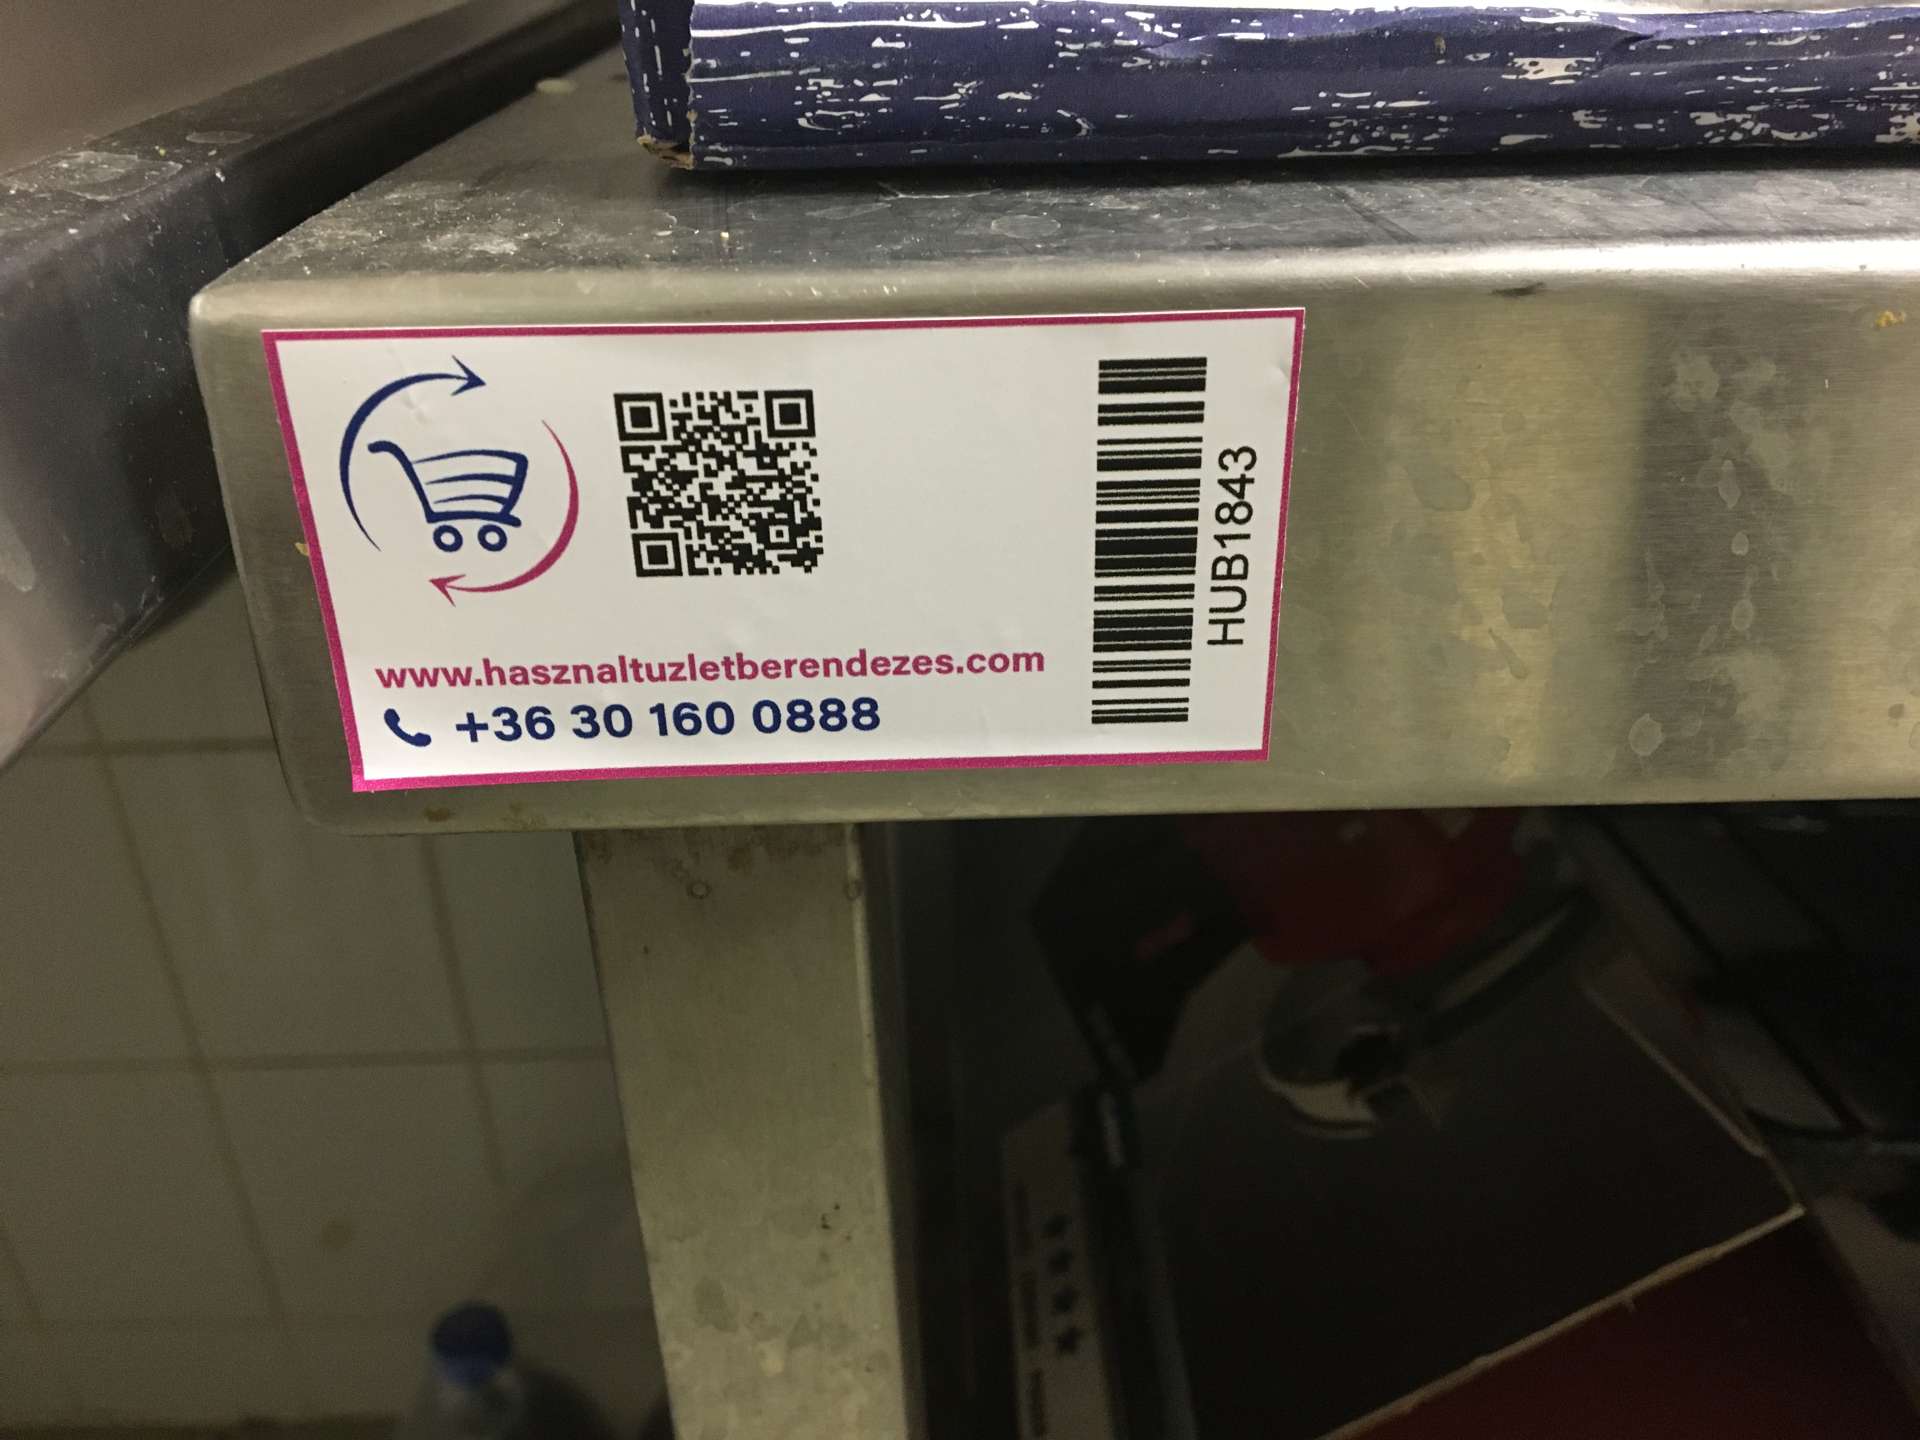 www.hasznaltuzletberendezes.com
+36 30 160 0888
HUB1843